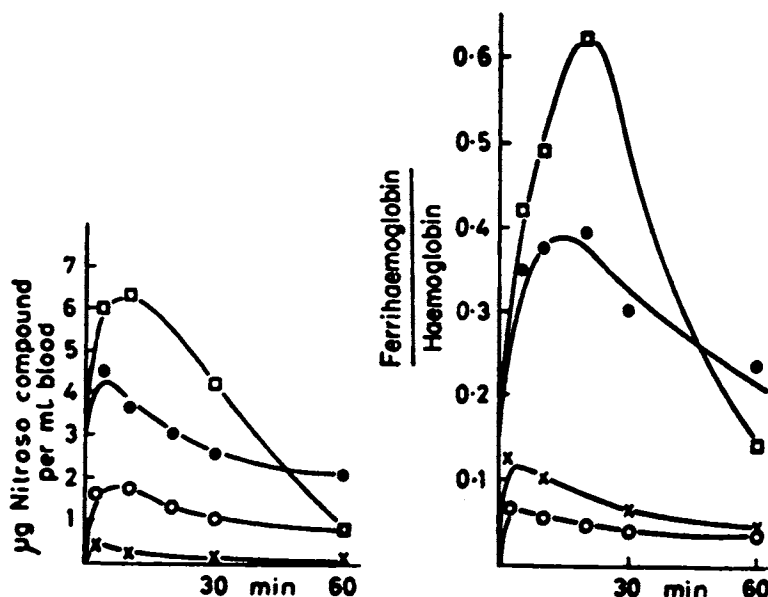 µg Nitroso compound
per mL blood
7
6
5
4
3
2
1
30 min 60
Ferrihaemoglobin
Haemoglobin
0·6
0·5
0·4
0·3
0·2
0·1
30 min 60